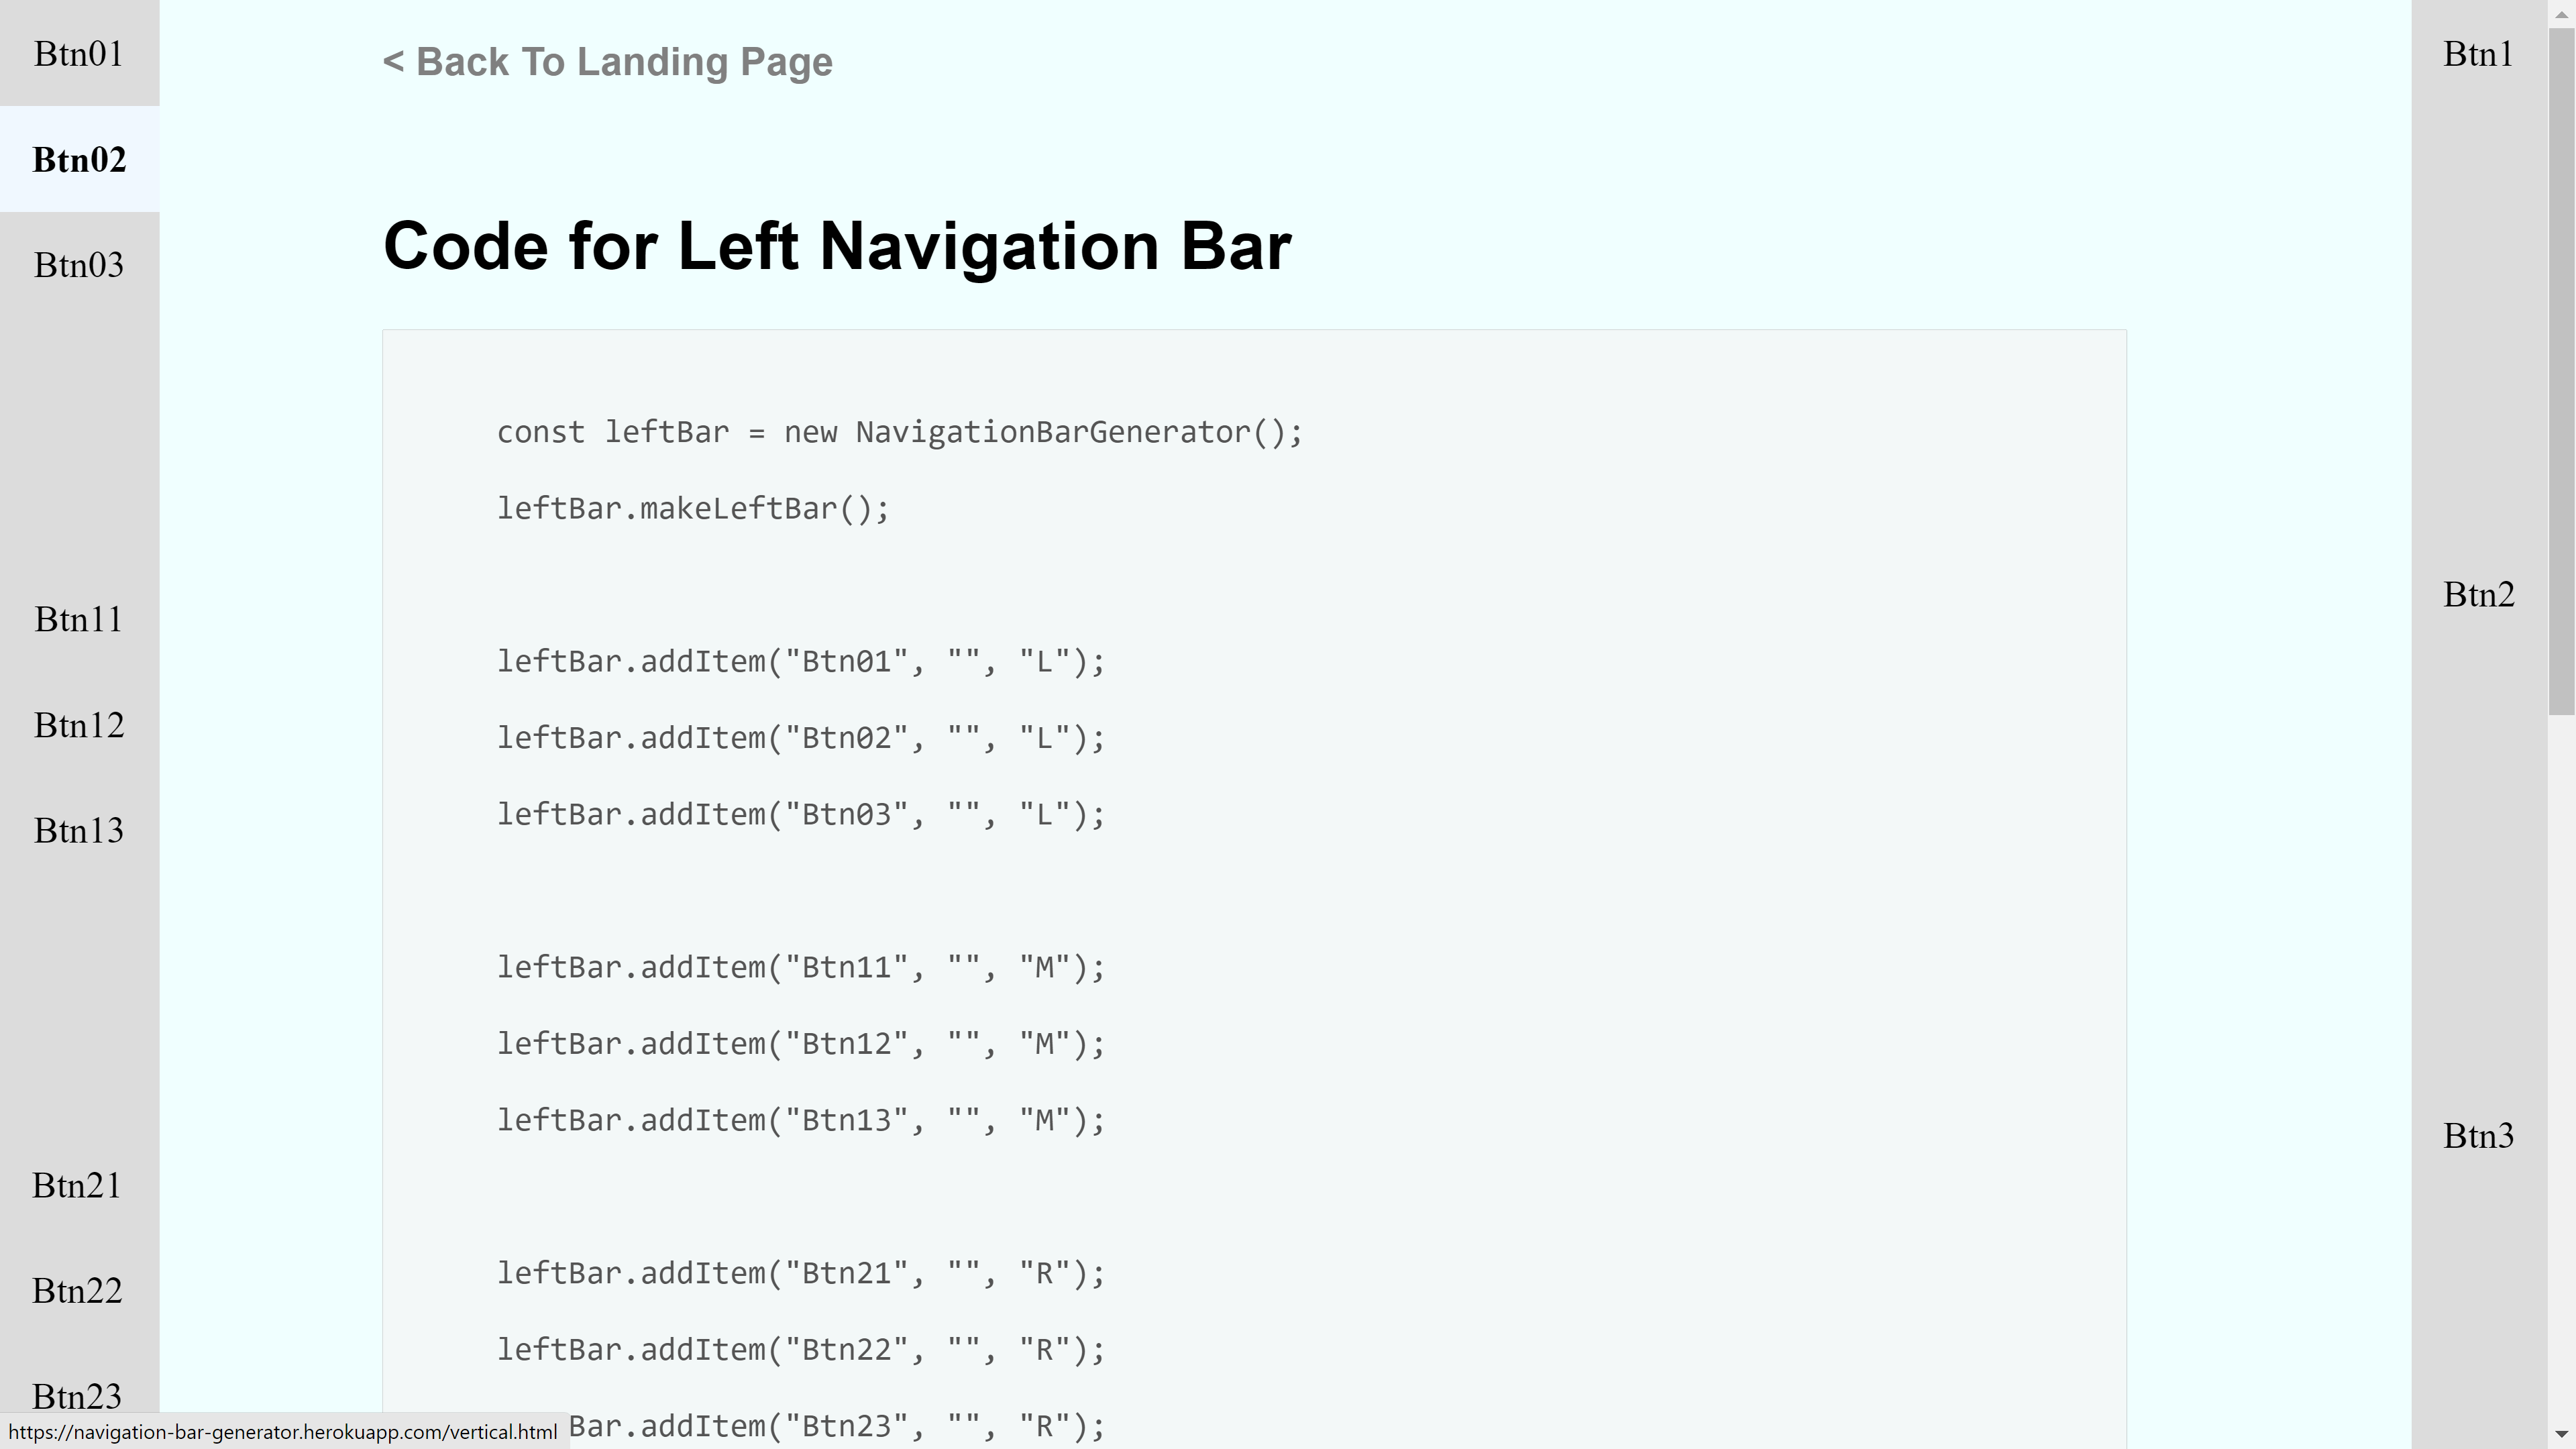 Btn01
Btn02
Btn03
Btn11
Btn12
Btn13
Btn21
Btn22
Btn23
< Back To Landing Page
Code for Left Navigation Bar
const leftBar = new NavigationBarGenerator();
leftBar.makeLeftBar();
leftBar.addItem("Btn01", "", "L");
leftBar.addItem("Btn02", "", "L");
leftBar.addItem("Btn03", "", "L");
leftBar.addItem("Btn11", "", "M");
leftBar.addItem("Btn12", "", "M");
leftBar.addItem("Btn13", "", "M");
leftBar.addItem("Btn21", "", "R");
leftBar.addItem("Btn22", "", "R");
Bar.addItem("Btn23", "", "R");
Btn1
Btn2
Btn3
https://navigation-bar-generator.herokuapp.com/vertical.html